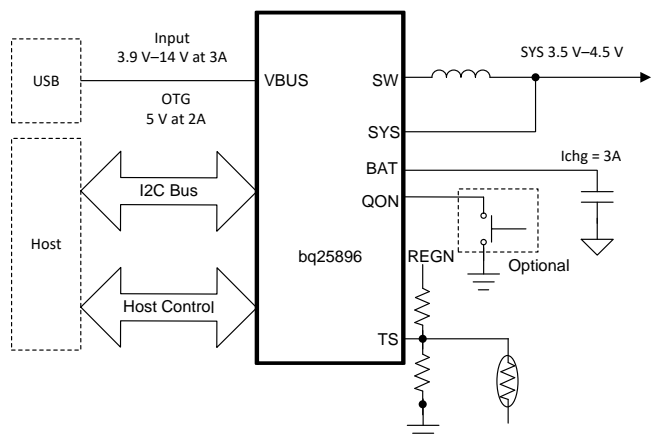 Input
3.9 V–14 V at 3A
USB
OTG
5 V at 2A
VBUS
SW
SYS 3.5 V–4.5 V
SYS
BAT
Ichg = 3A
QON
I2C Bus
Host
bq25896
REGN
Optional
Host Control
TS